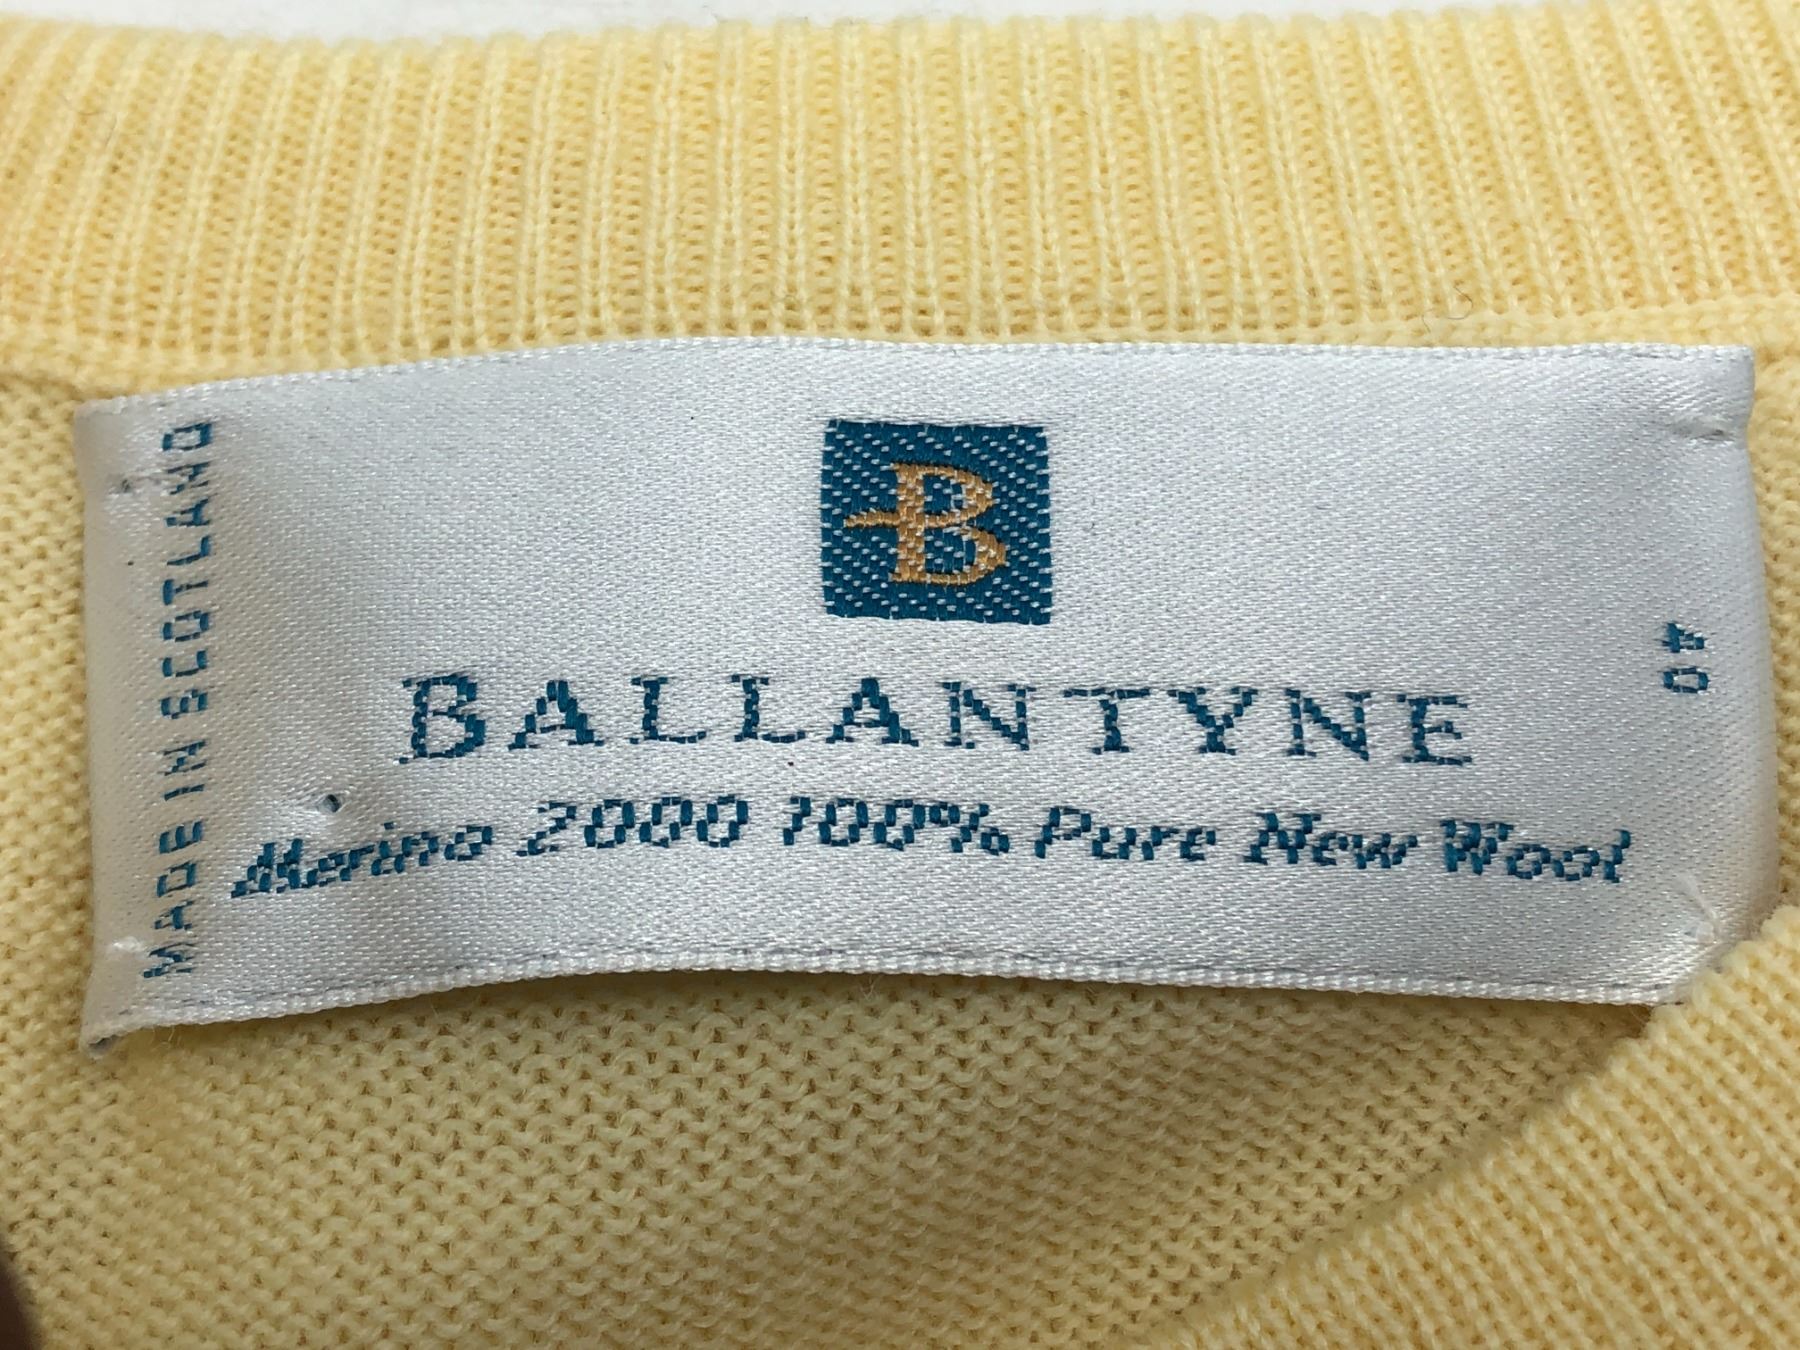 MADE IN SCOTLAND
B
BALLANTYNE
Merino 2000 100% Pure New Wool
40